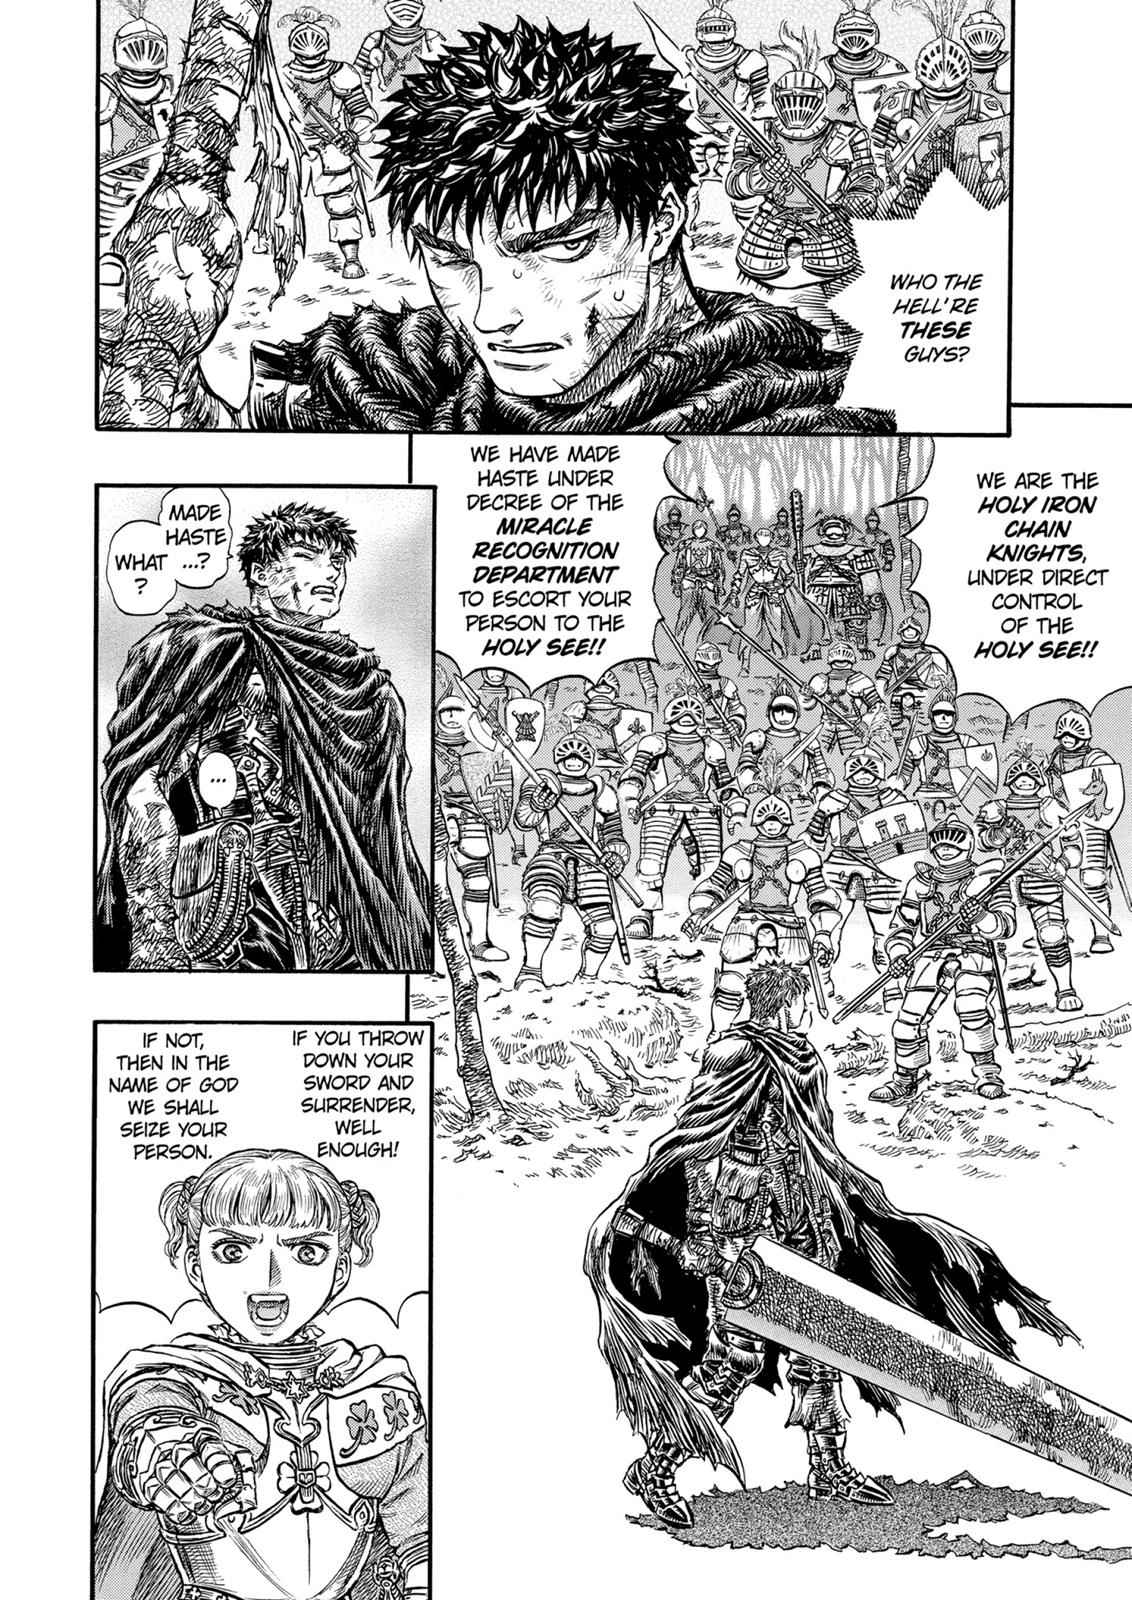 WHO THE
HELL'RE
THESE
GUYS?
WE ARE THE
HOLY IRON
CHAIN
KNIGHTS,
UNDER DIRECT
CONTROL
OF THE
HOLY SEE!!
WE HAVE MADE
HASTE UNDER
DECREE OF THE
MIRACLE
RECOGNITION
DEPARTMENT
TO ESCORT YOUR
PERSON TO THE
HOLY SEE!!
MADE
HASTE
...?
WHAT
?
...
IF YOU THROW
DOWN YOUR
SWORD AND
SURRENDER,
WELL
ENOUGH!
IF NOT,
THEN IN THE
NAME OF GOD
WE SHALL
SEIZE YOUR
PERSON.